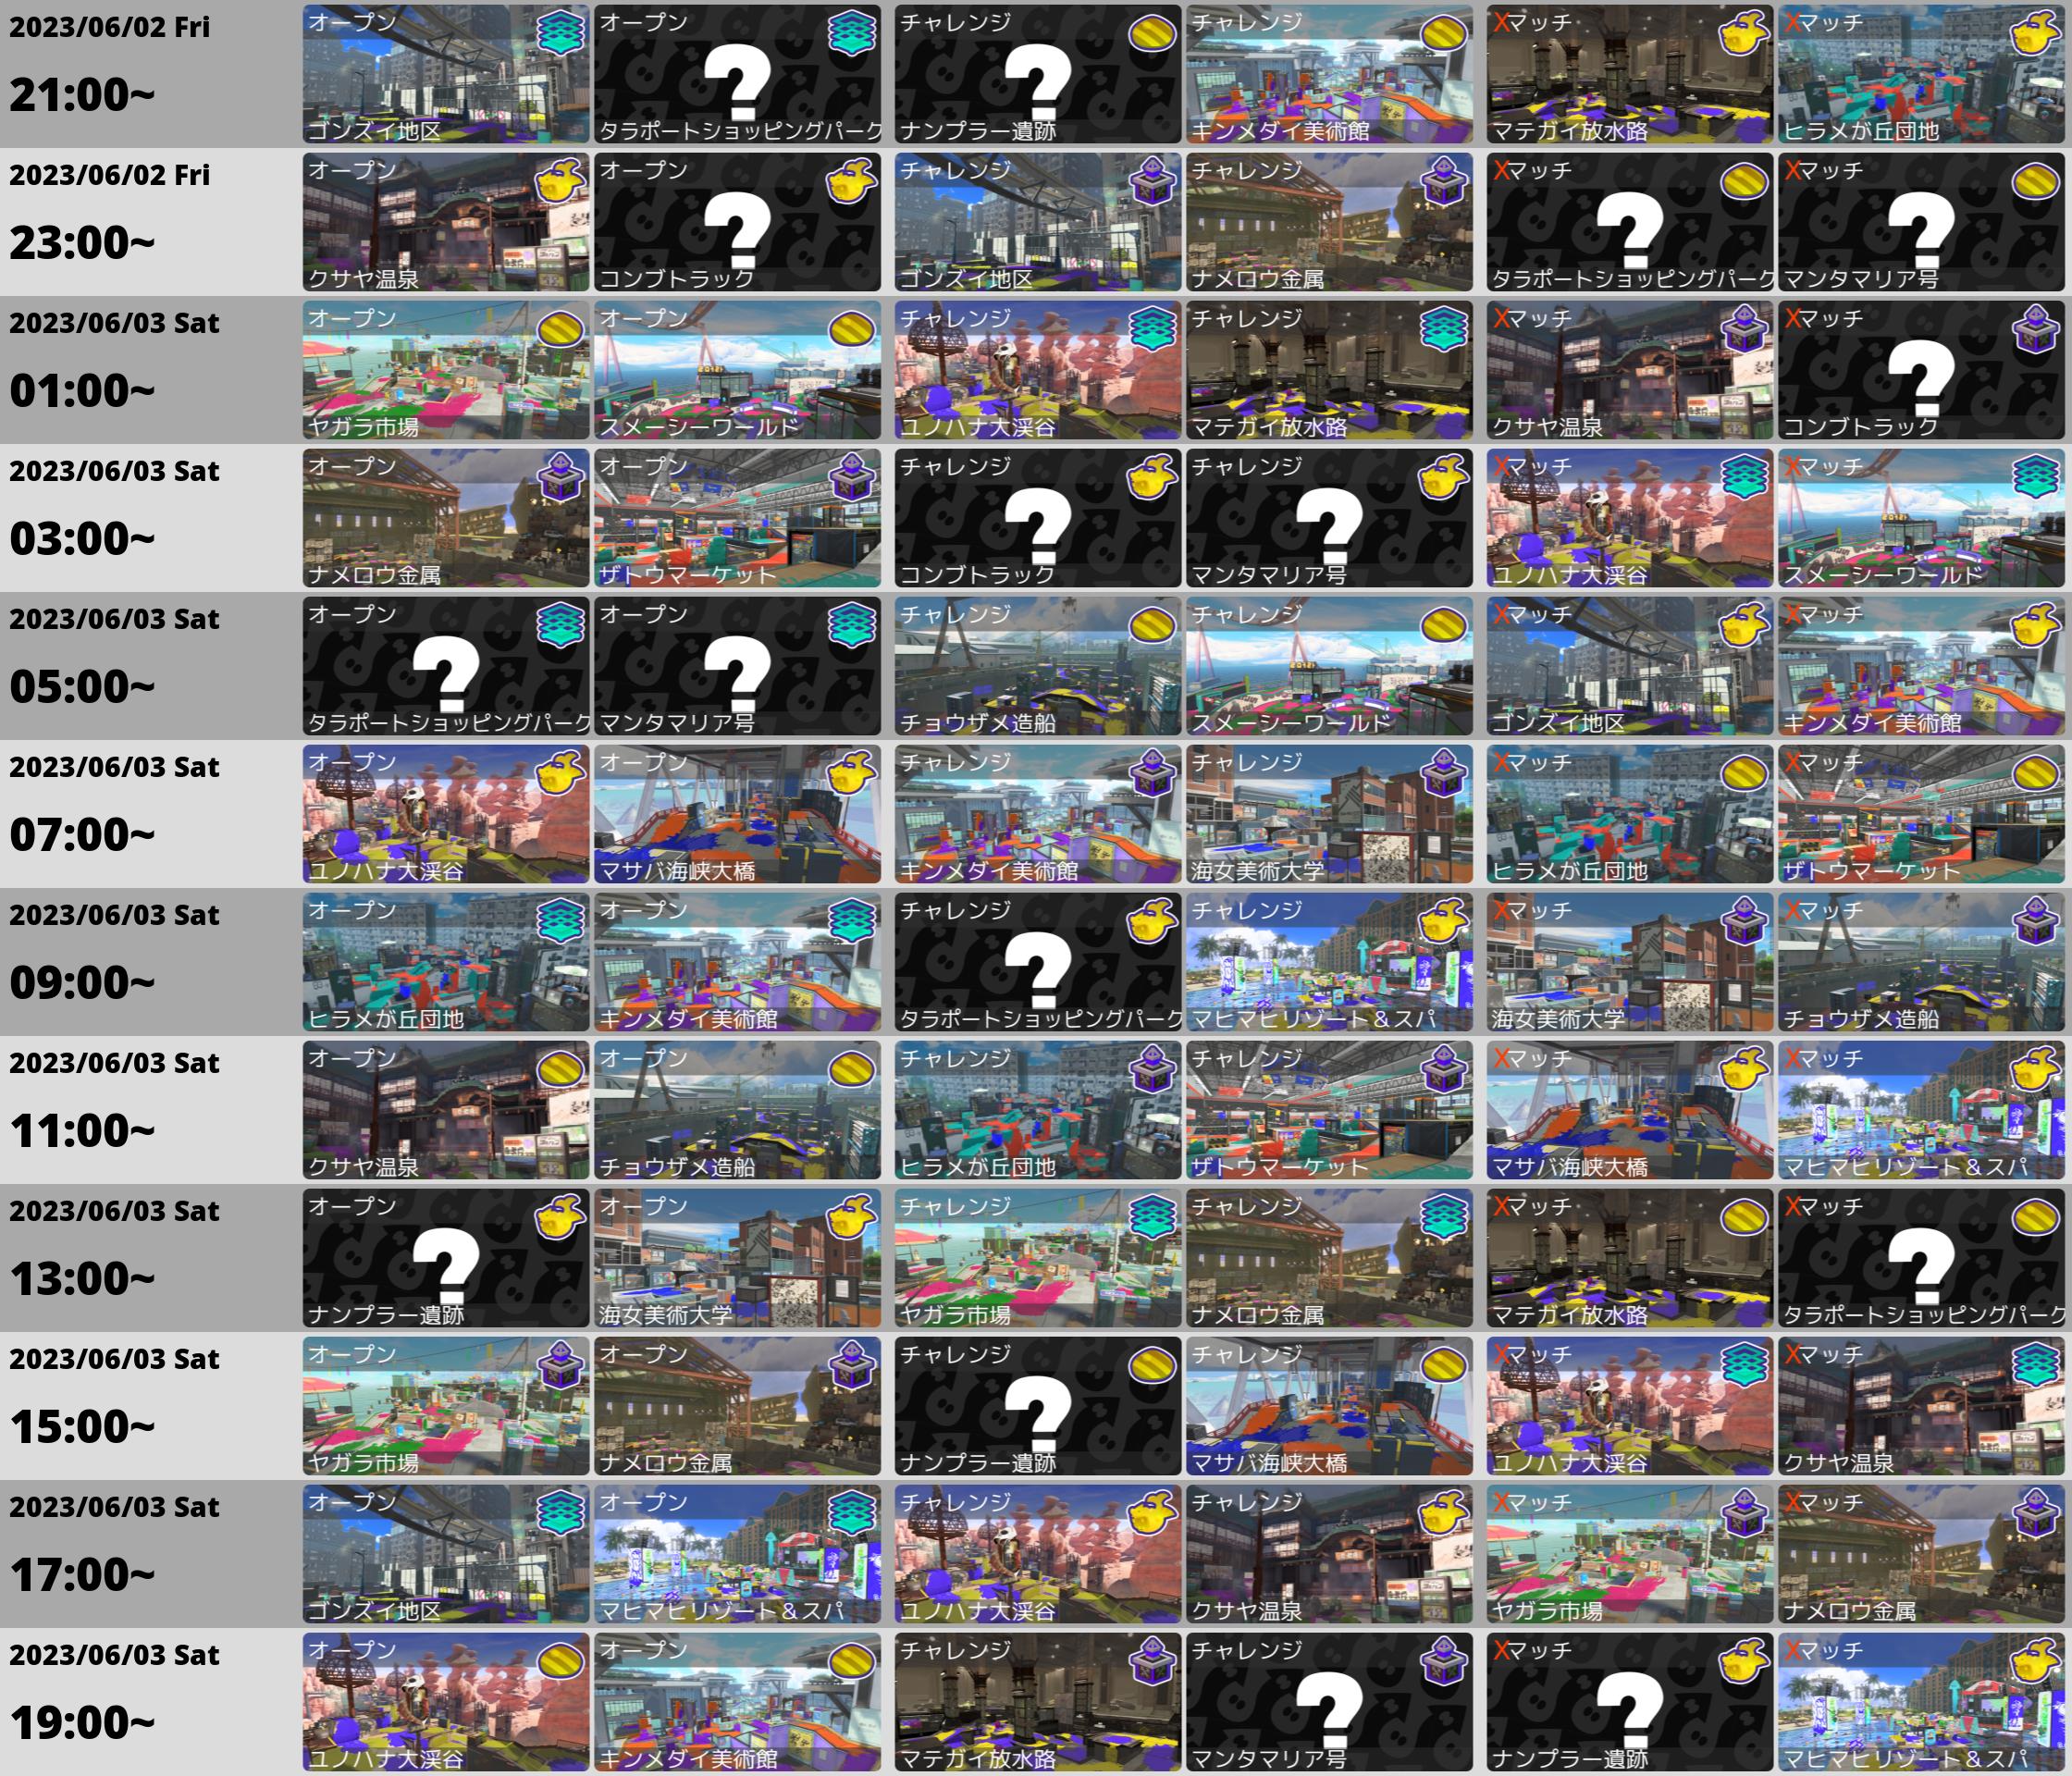 2023/06/02 Fri
21:00~
オープン オープン チャレンジ チャレンジ Xマッチ Xマッチ
ゴンズイ地区 タラポートショッピングパーク ナンプラー遺跡 キンメダイ美術館 マテガイ放水路 ヒラメが丘団地
2023/06/02 Fri
23:00~
オープン オープン チャレンジ チャレンジ Xマッチ Xマッチ
クサヤ温泉 コンブトラック ゴンズイ地区 ナメロウ金属 タラポートショッピングパーク マンタマリア号
2023/06/03 Sat
01:00~
オープン オープン チャレンジ チャレンジ Xマッチ Xマッチ
ヤガラ市場 スメーシーワールド ユノハナ大渓谷 マテガイ放水路 クサヤ温泉 コンブトラック
2023/06/03 Sat
03:00~
オープン オープン チャレンジ チャレンジ Xマッチ Xマッチ
ナメロウ金属 ザトウマーケット コンブトラック マンタマリア号 ユノハナ大渓谷 スメーシーワールド
2023/06/03 Sat
05:00~
オープン オープン チャレンジ チャレンジ Xマッチ Xマッチ
タラポートショッピングパーク マンタマリア号 チョウザメ造船 スメーシーワールド ゴンズイ地区 キンメダイ美術館
2023/06/03 Sat
07:00~
オープン オープン チャレンジ チャレンジ Xマッチ Xマッチ
ユノハナ大渓谷 マサバ海峡大橋 キンメダイ美術館 海女美術大学 ヒラメが丘団地 ザトウマーケット
2023/06/03 Sat
09:00~
オープン オープン チャレンジ チャレンジ Xマッチ Xマッチ
ヒラメが丘団地 キンメダイ美術館 タラポートショッピングパーク マヒマヒリゾート＆スパ 海女美術大学 チョウザメ造船
2023/06/03 Sat
11:00~
オープン オープン チャレンジ チャレンジ Xマッチ Xマッチ
クサヤ温泉 チョウザメ造船 ヒラメが丘団地 ザトウマーケット マサバ海峡大橋 マヒマヒリゾート＆スパ
2023/06/03 Sat
13:00~
オープン オープン チャレンジ チャレンジ Xマッチ Xマッチ
ナンプラー遺跡 海女美術大学 ヤガラ市場 ナメロウ金属 マテガイ放水路 タラポートショッピングパーク
2023/06/03 Sat
15:00~
オープン オープン チャレンジ チャレンジ Xマッチ Xマッチ
ヤガラ市場 ナメロウ金属 ナンプラー遺跡 マサバ海峡大橋 ユノハナ大渓谷 クサヤ温泉
2023/06/03 Sat
17:00~
オープン オープン チャレンジ チャレンジ Xマッチ Xマッチ
ゴンズイ地区 マヒマヒリゾート＆スパ ユノハナ大渓谷 クサヤ温泉 ヤガラ市場 ナメロウ金属
2023/06/03 Sat
19:00~
オープン オープン チャレンジ チャレンジ Xマッチ Xマッチ
ユノハナ大渓谷 キンメダイ美術館 マテガイ放水路 マンタマリア号 ナンプラー遺跡 マヒマヒリゾート＆スパ